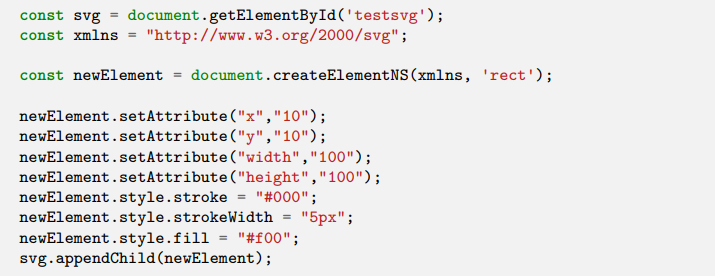 const svg = document.getElementById('testsvg');
const xmlns = "http://www.w3.org/2000/svg";
const newElement = document.createElementNS(xmlns, 'rect');
newElement.setAttribute("x","10");
newElement.setAttribute("y","10");
newElement.setAttribute("width","100");
newElement.setAttribute("height","100");
newElement.style.stroke = "#000";
newElement.style.strokeWidth = "5px";
newElement.style.fill = "#f00";
svg.appendChild(newElement);